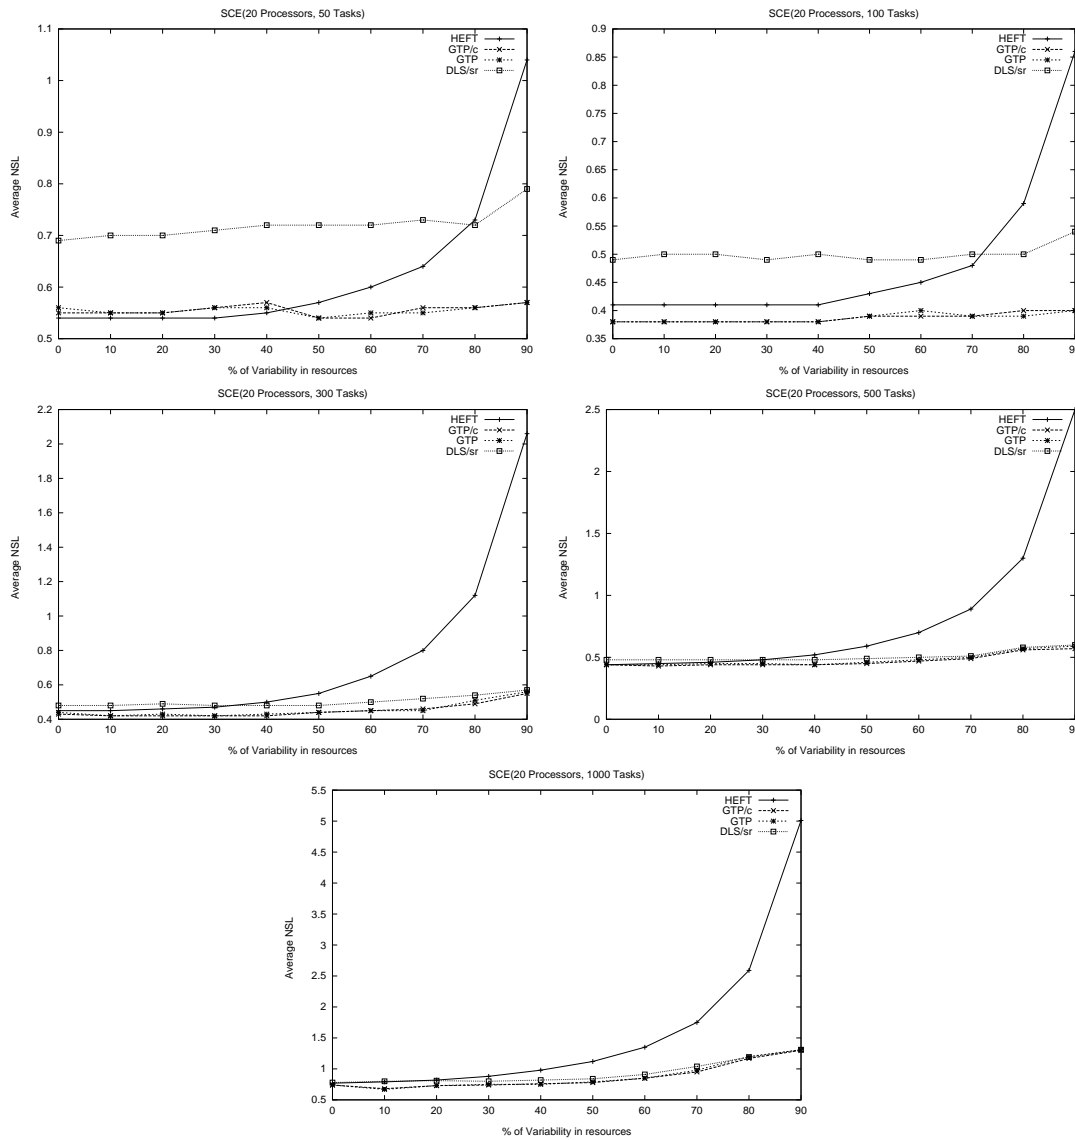 SCE(20 Processors, 50 Tasks)
1.1
1
0.9
0.8
0.7
0.6
0.5
Average NSL
HEFT
GTP/c
GTP
DLS/sr
0 10 20 30 40 50 60 70 80 90
% of Variability in resources
SCE(20 Processors, 100 Tasks)
0.9
0.85
0.8
0.75
0.7
0.65
0.6
0.55
0.5
0.45
0.4
0.35
Average NSL
HEFT
GTP/c
GTP
DLS/sr
0 10 20 30 40 50 60 70 80 9
% of Variability in resources
SCE(20 Processors, 300 Tasks)
2.2
2
1.8
1.6
1.4
1.2
1
0.8
0.6
0.4
Average NSL
HEFT
GTP/c
GTP
DLS/sr
0 10 20 30 40 50 60 70 80 90
% of Variability in resources
SCE(20 Processors, 500 Tasks)
2.5
2
1.5
1
0.5
0
Average NSL
HEFT
GTP/c
GTP
DLS/sr
0 10 20 30 40 50 60 70 80 9
% of Variability in resources
SCE(20 Processors, 1000 Tasks)
5.5
5
4.5
4
3.5
3
2.5
2
1.5
1
0.5
Average NSL
HEFT
GTP/c
GTP
DLS/sr
0 10 20 30 40 50 60 70 80 90
% of Variability in resources